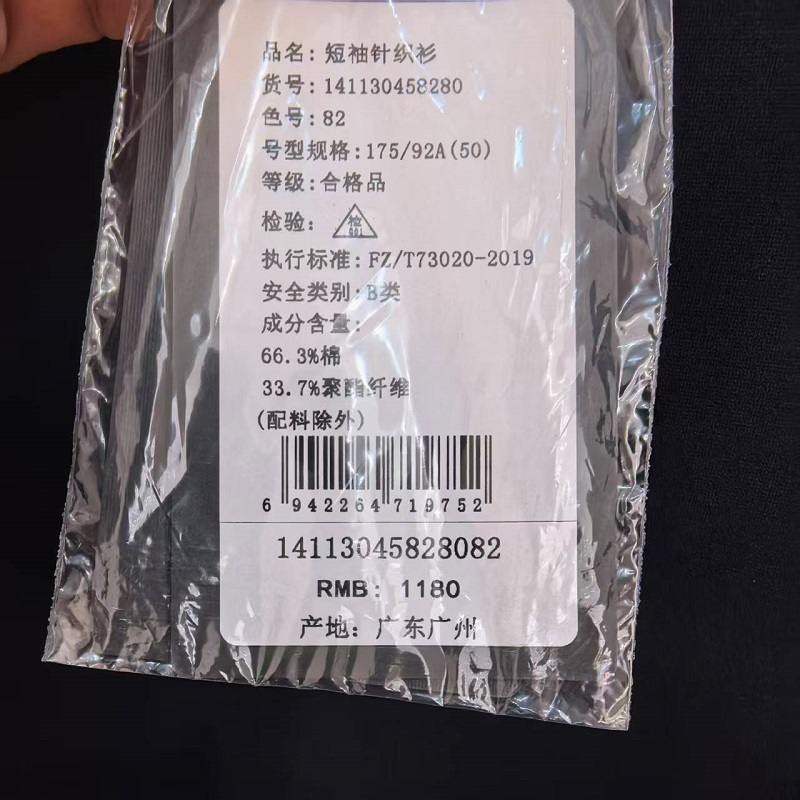 品名: 短袖针织衫
货号: 141130458280
色号: 82
号型规格: 175/92A(50)
等级: 合格品
检验: 检
001
执行标准: FZ/T73020-2019
安全类别: B类
成分含量:
66.3%棉
33.7%聚酯纤维
(配料除外)
6 942264 719752
14113045828082
RMB: 1180
产地: 广东广州